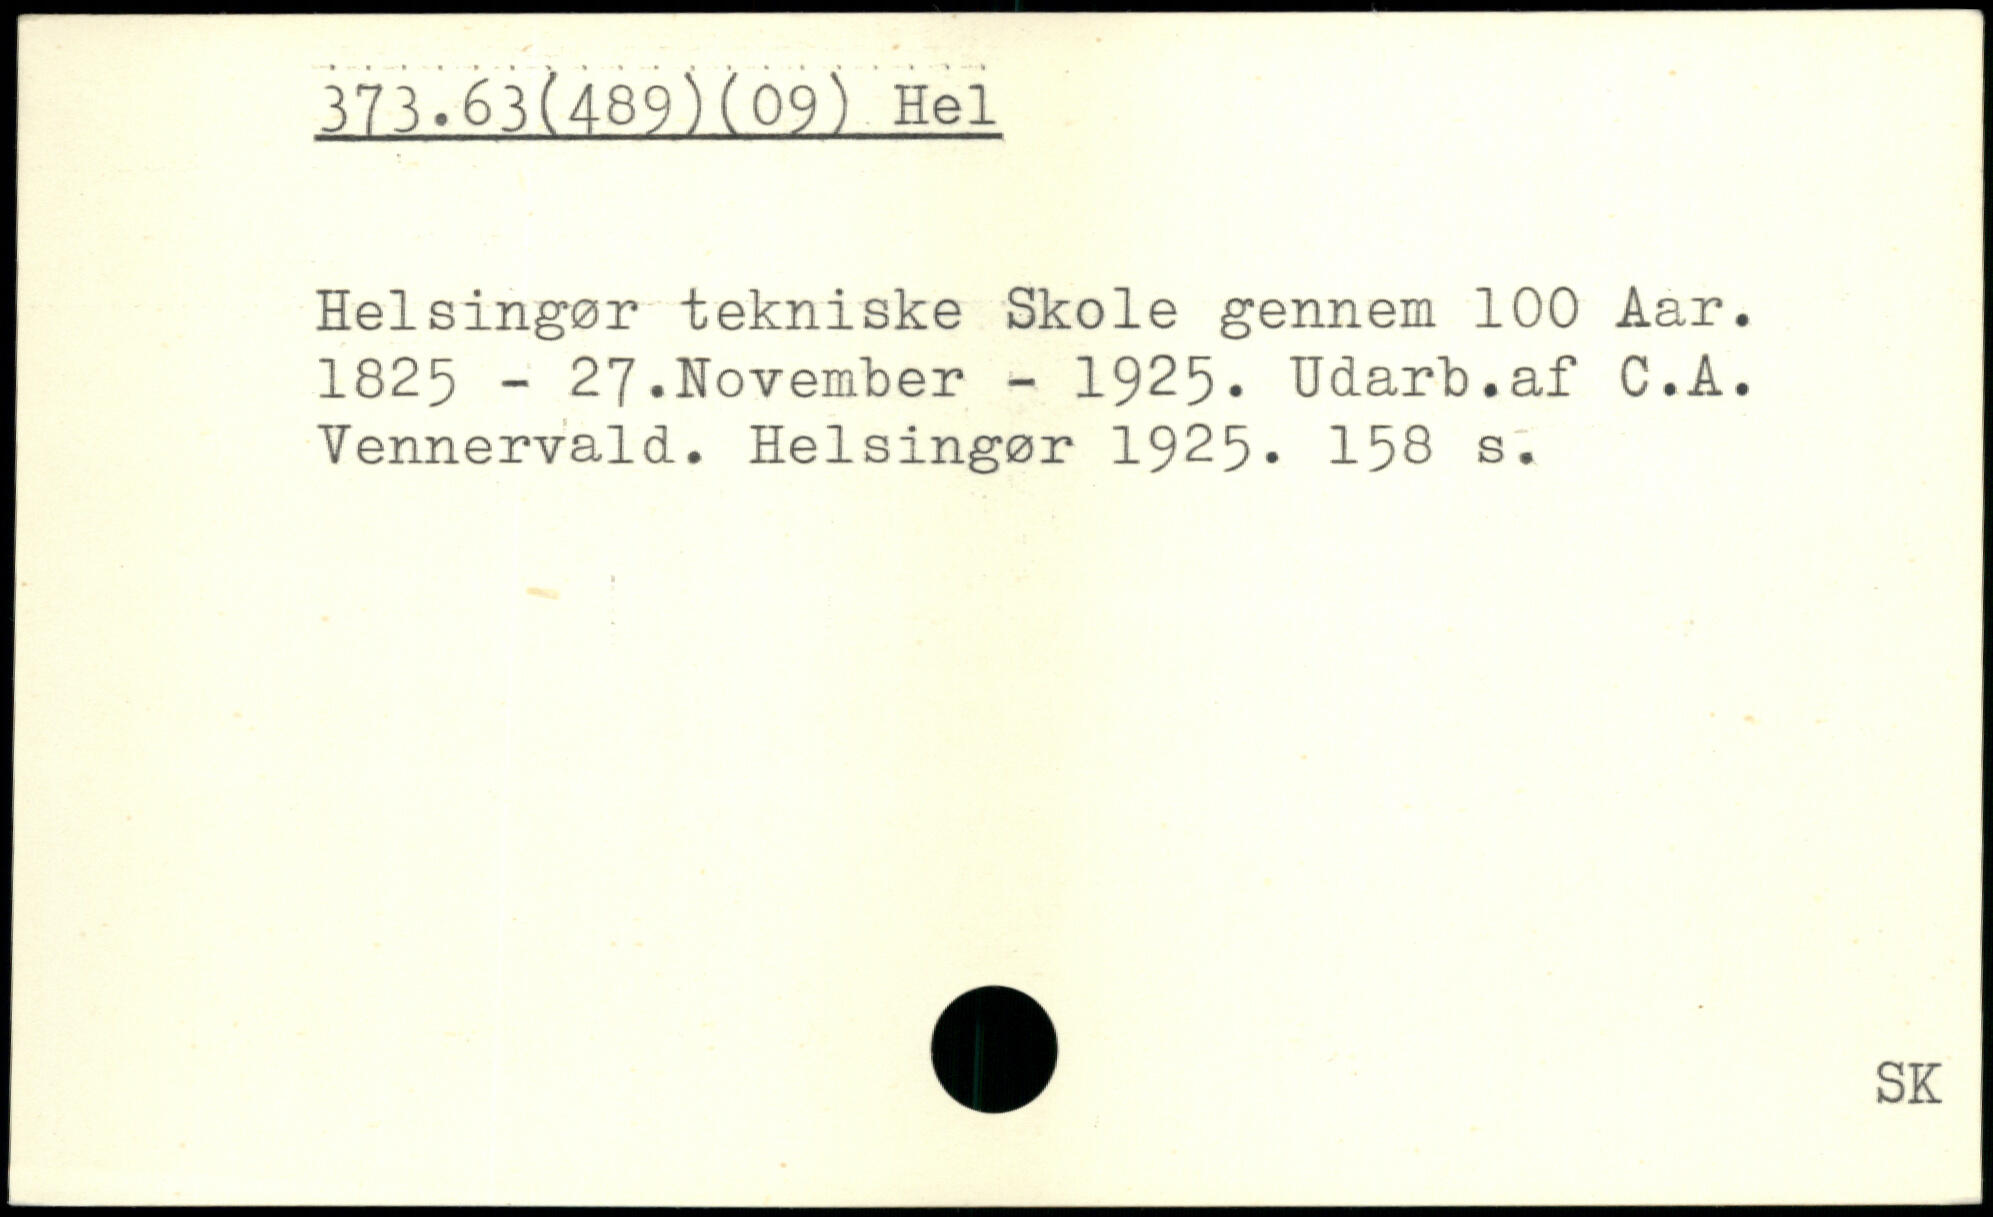 373.63(489)(09) Hel
Helsingør tekniske Skole gennem 100 Aar.
1825 - 27.November - 1925. Udarb.af C.A.
Vennervald. Helsingør 1925. 158 s.
SK